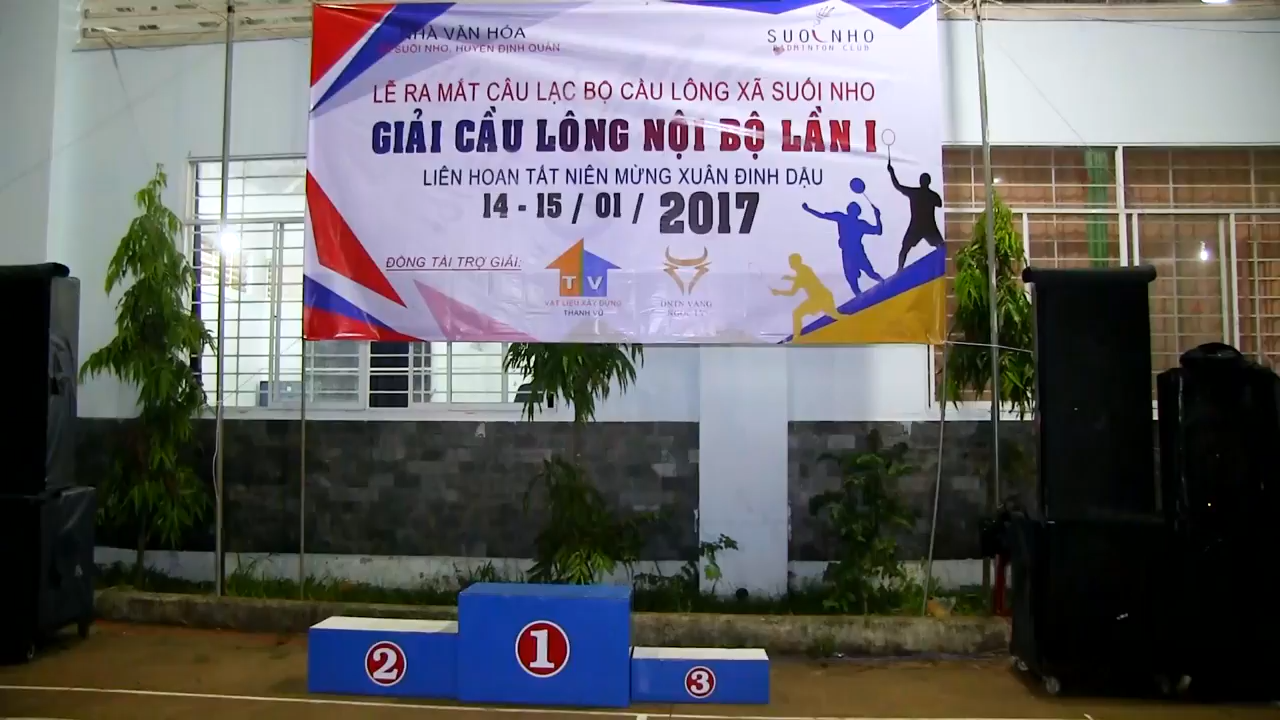 NHÀ VĂN HÓA
SUỐI NHO, HUYỆN ĐỊNH QUÁN
SUOI NHO
BADMINTON CLUB
LỄ RA MẮT CÂU LẠC BỘ CẦU LÔNG XÃ SUỐI NHO
GIẢI CẦU LÔNG NỘI BỘ LẦN I
LIÊN HOAN TẤT NIÊN MỪNG XUÂN ĐINH DẬU
14 - 15 / 01 / 2017
ĐỒNG TÀI TRỢ GIẢI:
TV
VẬT LIỆU XÂY DỰNG
THANH VŨ
DNTN VÀNG
1
2
3